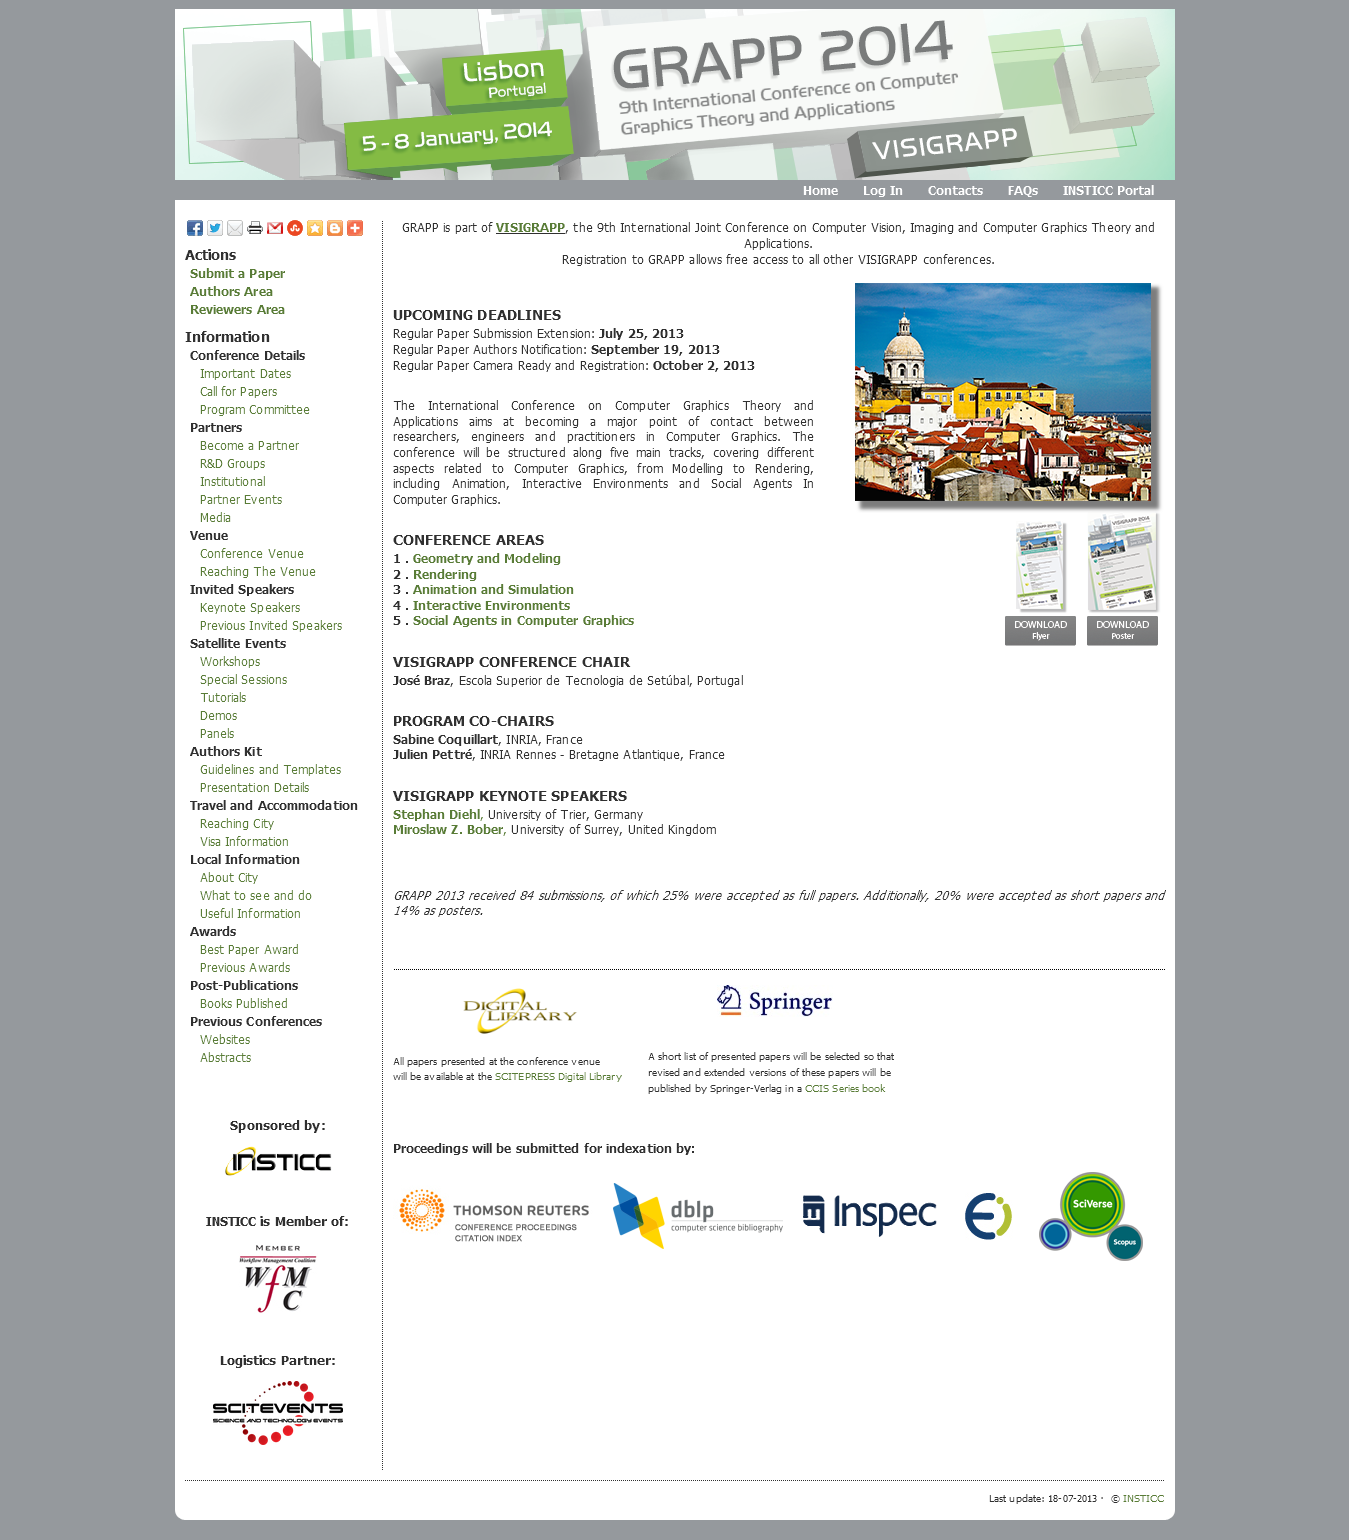 Lisbon
Portugal
5 - 8 January, 2014
GRAPP 2014
9th International Conference on Computer
Graphics Theory and Applications
VISIGRAPP
Home Log In Contacts FAQs INSTICC Portal
Actions
Submit a Paper
Authors Area
Reviewers Area
Information
Conference Details
Important Dates
Call for Papers
Program Committee
Partners
Become a Partner
R&D Groups
Institutional
Partner Events
Media
Venue
Conference Venue
Reaching The Venue
Invited Speakers
Keynote Speakers
Previous Invited Speakers
Satellite Events
Workshops
Special Sessions
Tutorials
Demos
Panels
Authors Kit
Guidelines and Templates
Presentation Details
Travel and Accommodation
Reaching City
Visa Information
Local Information
About City
What to see and do
Useful Information
Awards
Best Paper Award
Previous Awards
Post-Publications
Books Published
Previous Conferences
Websites
Abstracts
Sponsored by:
INSTICC
INSTICC is Member of:
MEMBER
Workflow Management Coalition
WfMC
Logistics Partner:
SCITEVENTS
SCIENCE AND TECHNOLOGY EVENTS
GRAPP is part of VISIGRAPP, the 9th International Joint Conference on Computer Vision, Imaging and Computer Graphics Theory and
Applications.
Registration to GRAPP allows free access to all other VISIGRAPP conferences.
UPCOMING DEADLINES
Regular Paper Submission Extension: July 25, 2013
Regular Paper Authors Notification: September 19, 2013
Regular Paper Camera Ready and Registration: October 2, 2013
The International Conference on Computer Graphics Theory and
Applications aims at becoming a major point of contact between
researchers, engineers and practitioners in Computer Graphics. The
conference will be structured along five main tracks, covering different
aspects related to Computer Graphics, from Modelling to Rendering,
including Animation, Interactive Environments and Social Agents In
Computer Graphics.
VISIGRAPP 2014
VISIGRAPP 2014
DOWNLOAD
Flyer
DOWNLOAD
Poster
CONFERENCE AREAS
1 . Geometry and Modeling
2 . Rendering
3 . Animation and Simulation
4 . Interactive Environments
5 . Social Agents in Computer Graphics
VISIGRAPP CONFERENCE CHAIR
José Braz, Escola Superior de Tecnologia de Setúbal, Portugal
PROGRAM CO-CHAIRS
Sabine Coquillart, INRIA, France
Julien Pettré, INRIA Rennes - Bretagne Atlantique, France
VISIGRAPP KEYNOTE SPEAKERS
Stephan Diehl, University of Trier, Germany
Miroslaw Z. Bober, University of Surrey, United Kingdom
GRAPP 2013 received 84 submissions, of which 25% were accepted as full papers. Additionally, 20% were accepted as short papers and
14% as posters.
DIGITAL LIBRARY
All papers presented at the conference venue
will be available at the SCITEPRESS Digital Library
Springer
A short list of presented papers will be selected so that
revised and extended versions of these papers will be
published by Springer-Verlag in a CCIS Series book
Proceedings will be submitted for indexation by:
THOMSON REUTERS
CONFERENCE PROCEEDINGS
CITATION INDEX
dblp
computer science bibliography
Inspec
Ei
SciVerse
Scopus
Last update: 18-07-2013 · © INSTICC